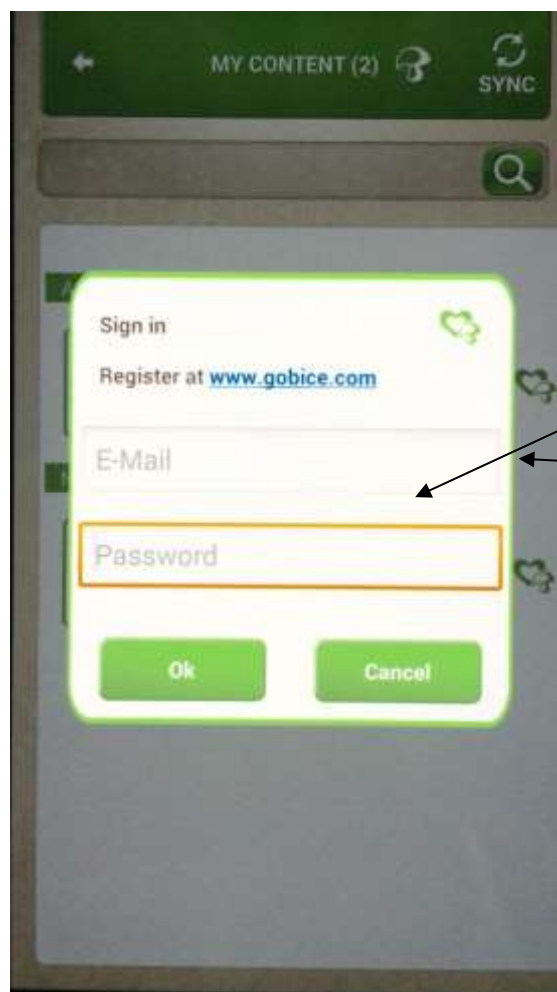 MY CONTENT (2)
SYNC
Sign in
Register at www.gobice.com
E-Mail
Password
Ok
Cancel